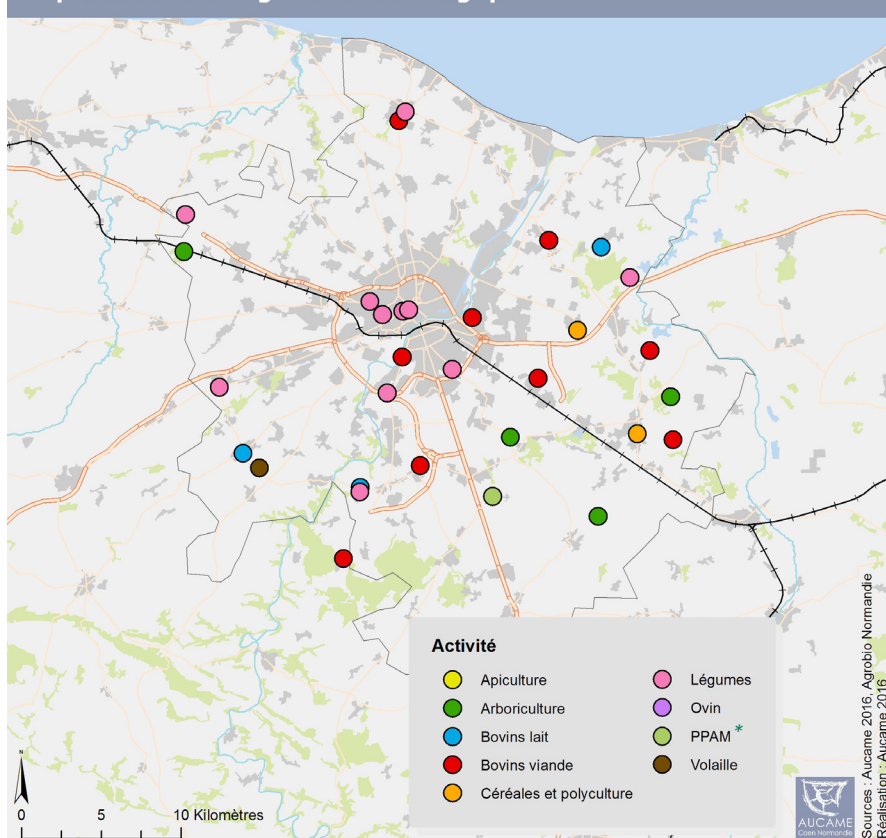 Activité
Apiculture
Arboriculture
Bovins lait
Bovins viande
Céréales et polyculture
Légumes
Ovin
PPAM *
Volaille
N
0 5 10 Kilomètres
AUCAME
Caen Normandie
Sources : Aucame 2016, Agrobio Normandie
Réalisation : Aucame 2016